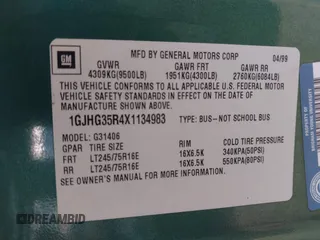 GM
MFD BY GENERAL MOTORS CORP 04/99
GVWR GAWR FRT GAWR RR
4309KG(9500LB) 1951KG(4300LB) 2760KG(6084LB)
THIS VEHICLE CONFORMS TO ALL APPLICABLE U.S. FEDERAL MOTOR
VEHICLE SAFETY STANDARDS IN EFFECT ON THE DATE OF
MANUFACTURE SHOWN ABOVE.
1GJHG35R4X1134983 TYPE: BUS–NOT SCHOOL BUS
MODEL: G31406
GPAR TIRE SIZE RIM COLD TIRE PRESSURE
FRT LT245/75R16E 16X6.5K 340KPA(50PSI)
RR LT245/75R16E 16X6.5K 550KPA(80PSI)
SEE OWNER'S MANUAL FOR ADDITIONAL INFORMATION.
DREAMBID